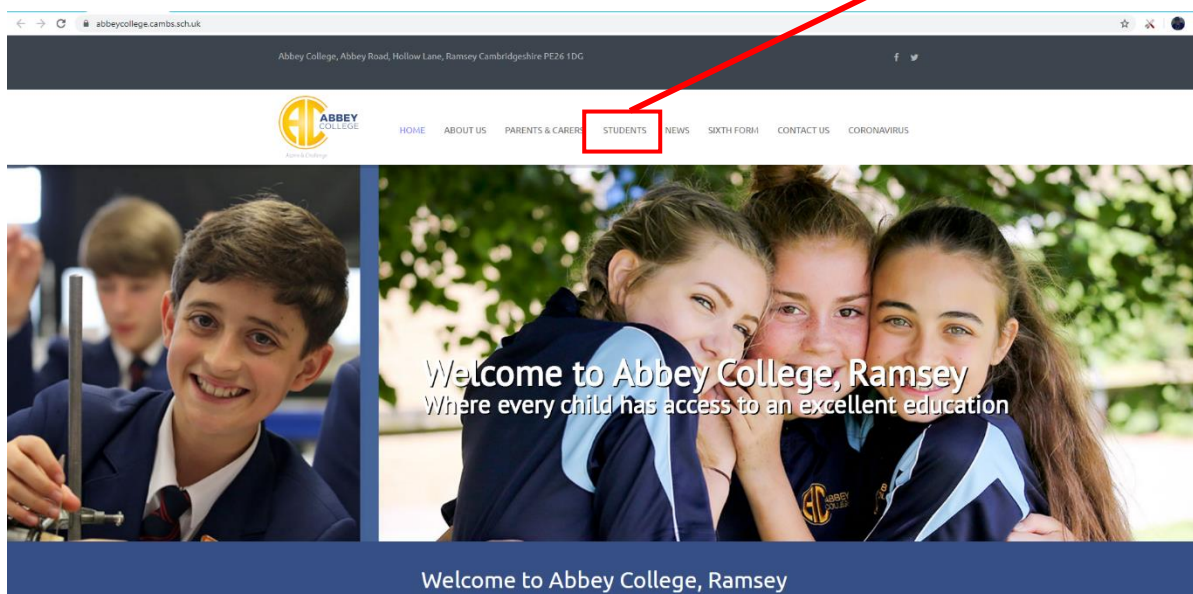 abbeycollege.cambs.sch.uk
Abbey College, Abbey Road, Hollow Lane, Ramsey Cambridgeshire PE26 1DG
ABBEY
COLLEGE
HOME ABOUT US PARENTS & CARERS STUDENTS NEWS SIXTH FORM CONTACT US CORONAVIRUS
Welcome to Abbey College, Ramsey
Where every child has access to an excellent education
ABBEY
COLLEGE
Welcome to Abbey College, Ramsey